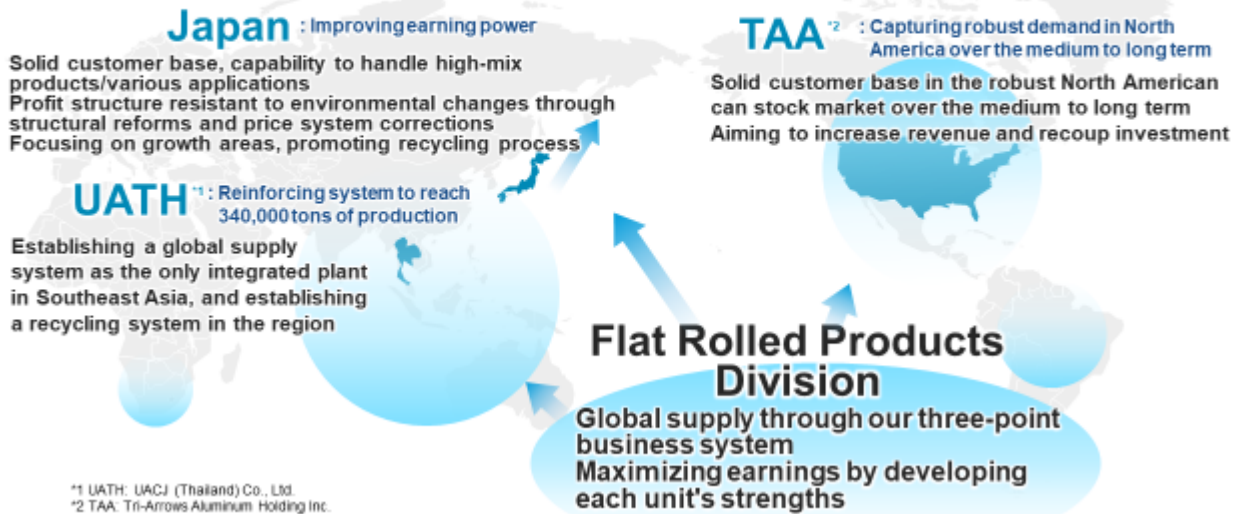 Japan : Improving earning power
Solid customer base, capability to handle high-mix
products/various applications
Profit structure resistant to environmental changes through
structural reforms and price system corrections
Focusing on growth areas, promoting recycling process
TAA *2 : Capturing robust demand in North
America over the medium to long term
Solid customer base in the robust North American
can stock market over the medium to long term
Aiming to increase revenue and recoup investment
UATH *1 : Reinforcing system to reach
340,000 tons of production
Establishing a global supply
system as the only integrated plant
in Southeast Asia, and establishing
a recycling system in the region
Flat Rolled Products
Division
Global supply through our three-point
business system
Maximizing earnings by developing
each unit's strengths
*1 UATH: UACJ (Thailand) Co., Ltd.
*2 TAA: Tri-Arrows Aluminum Holding Inc.